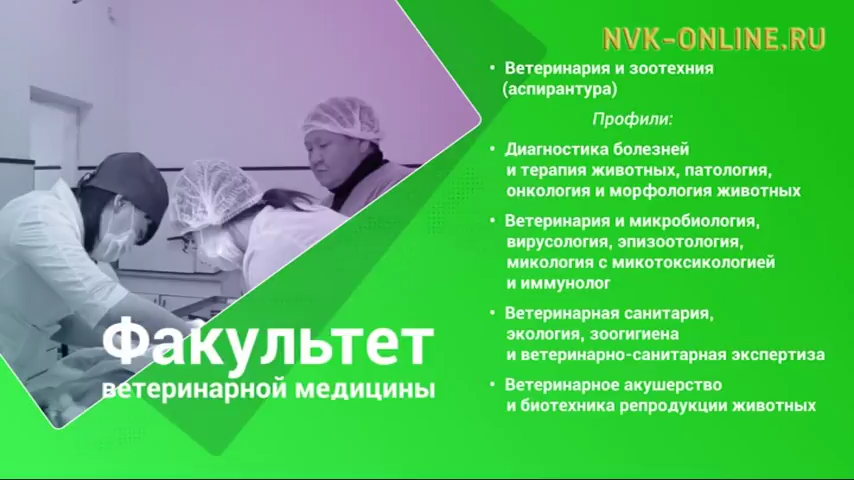 NVK-ONLINE.RU
• Ветеринария и зоотехния
(аспирантура)
Профили:
• Диагностика болезней
и терапия животных, патология,
онкология и морфология животных
• Ветеринария и микробиология,
вирусология, эпизоотология,
микология с микотоксикологией
и иммунолог
• Ветеринарная санитария,
экология, зоогигиена
и ветеринарно-санитарная экспертиза
• Ветеринарное акушерство
и биотехника репродукции животных
Факультет
ветеринарной медицины